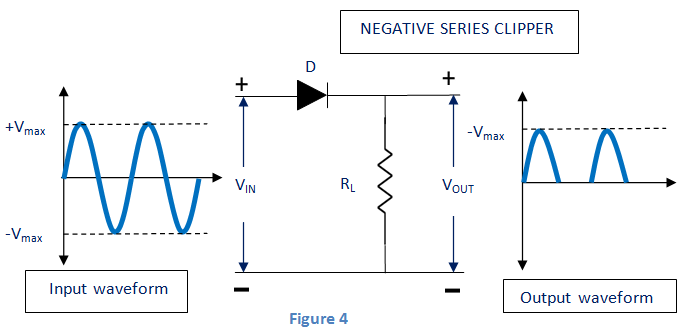 NEGATIVE SERIES CLIPPER
D
+
+
+Vmax
-Vmax
VIN
RL
VOUT
-Vmax
Input waveform
Output waveform
Figure 4